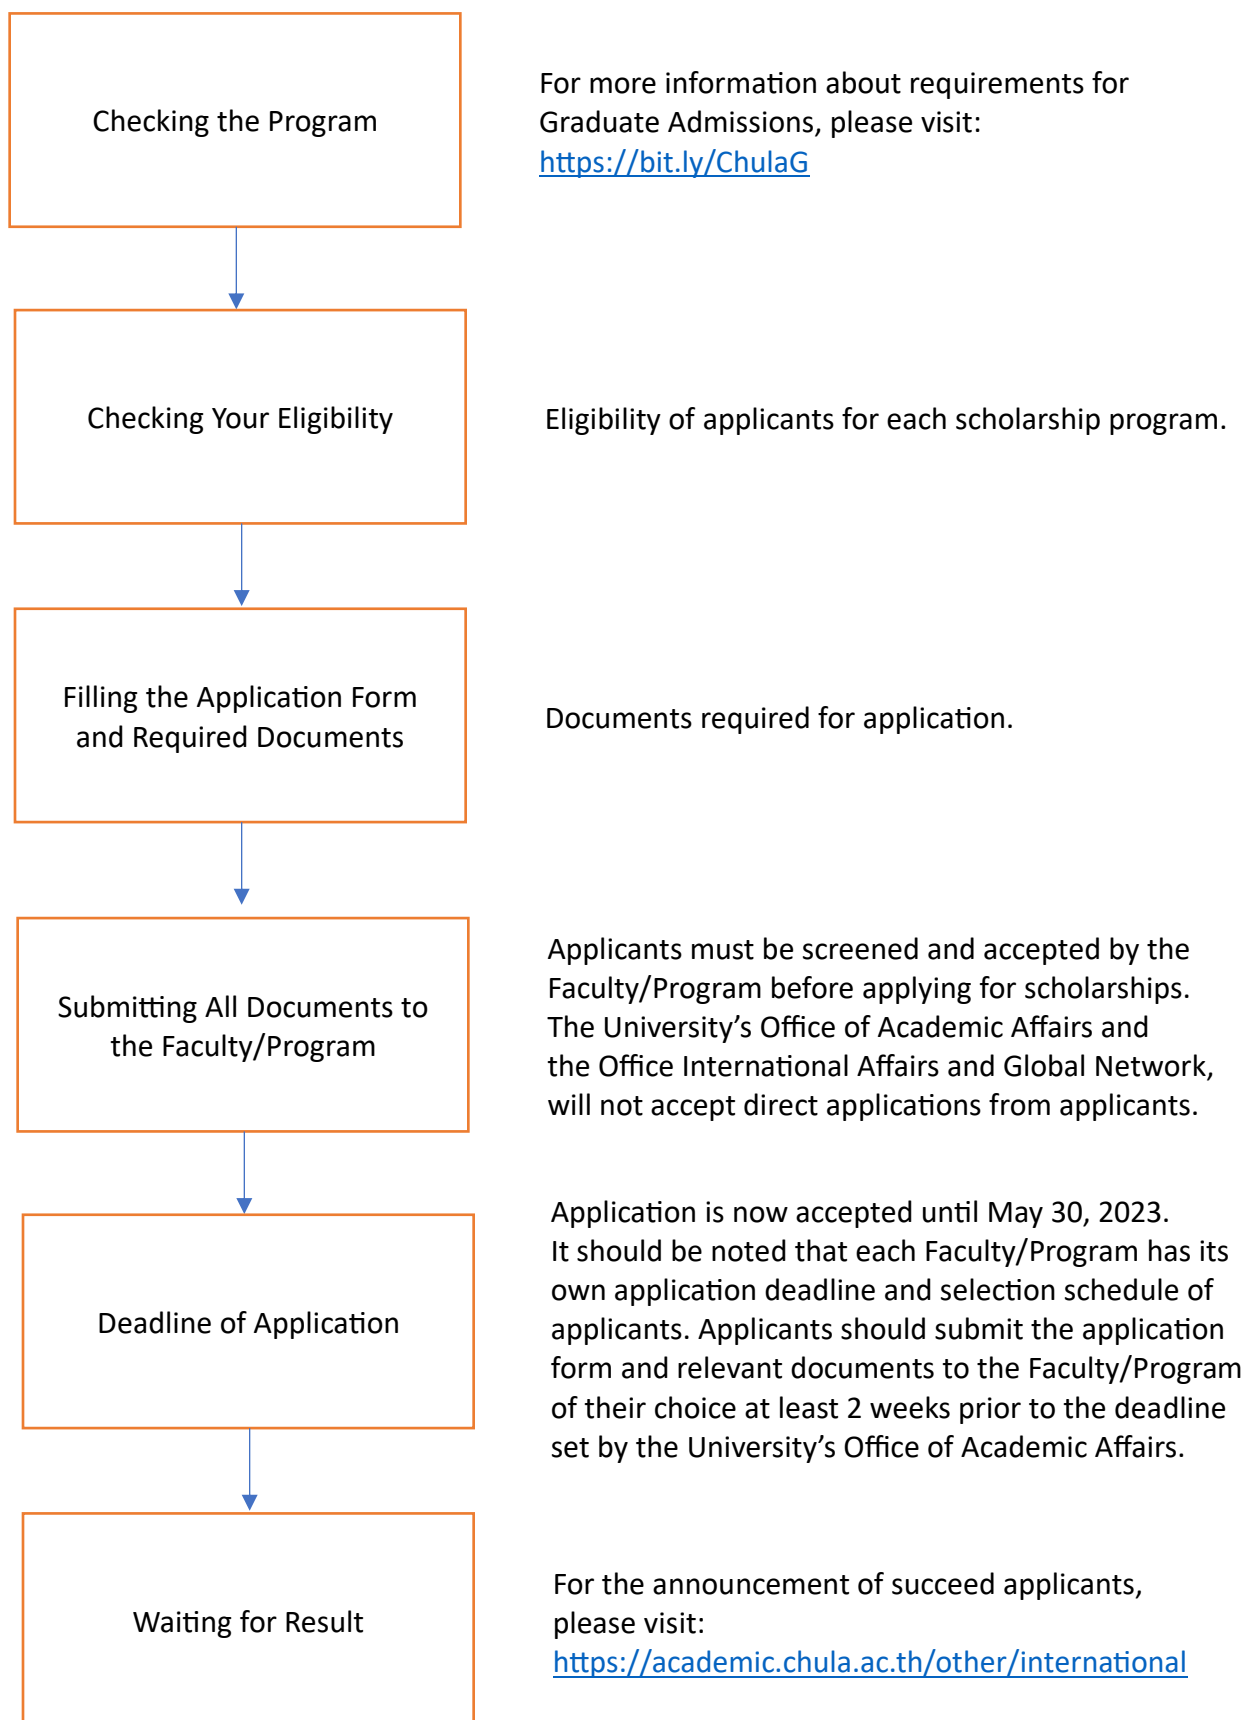 Checking the Program
For more information about requirements for
Graduate Admissions, please visit:
https://bit.ly/ChulaG
Checking Your Eligibility
Eligibility of applicants for each scholarship program.
Filling the Application Form
and Required Documents
Documents required for application.
Submitting All Documents to
the Faculty/Program
Applicants must be screened and accepted by the
Faculty/Program before applying for scholarships.
The University’s Office of Academic Affairs and
the Office International Affairs and Global Network,
will not accept direct applications from applicants.
Deadline of Application
Application is now accepted until May 30, 2023.
It should be noted that each Faculty/Program has its
own application deadline and selection schedule of
applicants. Applicants should submit the application
form and relevant documents to the Faculty/Program
of their choice at least 2 weeks prior to the deadline
set by the University’s Office of Academic Affairs.
Waiting for Result
For the announcement of succeed applicants,
please visit:
https://academic.chula.ac.th/other/international